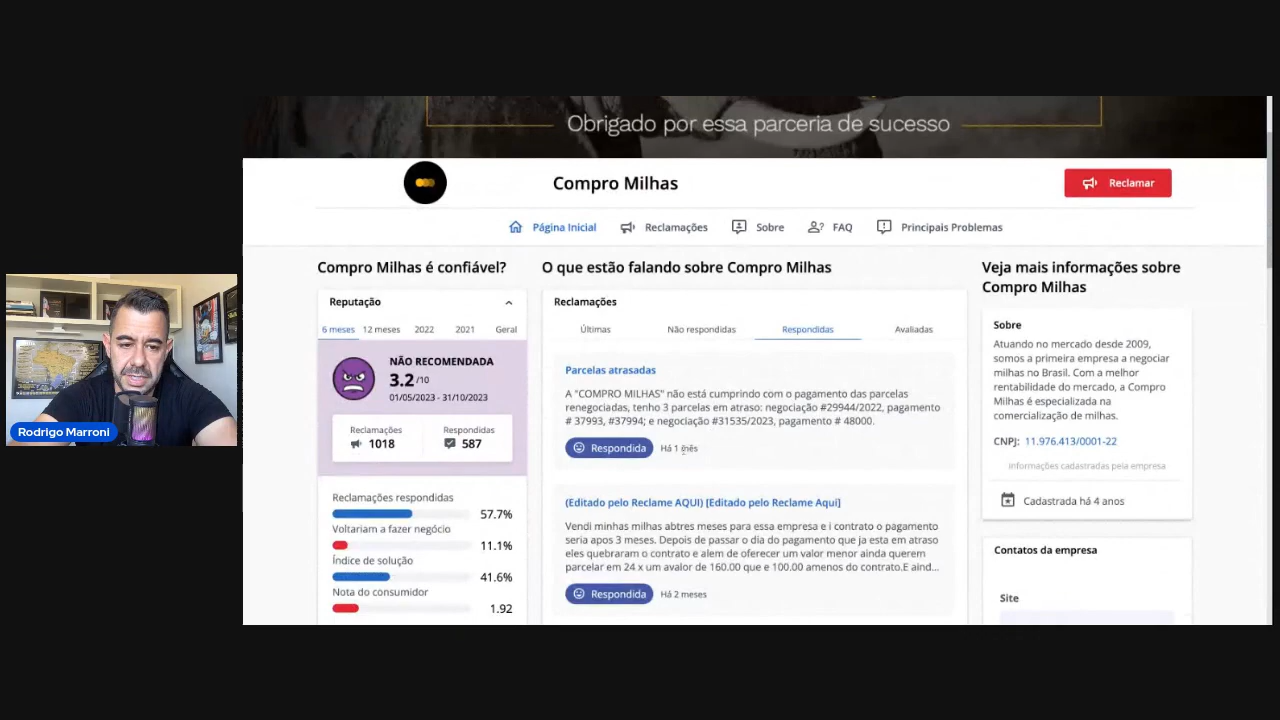 Obrigado por essa parceria de sucesso
Compro Milhas
Reclamar
Página Inicial
Reclamações
Sobre
FAQ
Principais Problemas
Compro Milhas é confiável?
Reputação
6 meses 12 meses 2022 2021 Geral
NÃO RECOMENDADA
3.2 /10
01/05/2023 - 31/10/2023
Reclamações
1018
Respondidas
587
Reclamações respondidas
57.7%
Voltariam a fazer negócio
11.1%
Índice de solução
41.6%
Nota do consumidor
1.92
O que estão falando sobre Compro Milhas
Reclamações
Últimas Não respondidas Respondidas Avaliadas
Parcelas atrasadas
A "COMPRO MILHAS" não está cumprindo com o pagamento das parcelas
renegociadas, tenho 3 parcelas em atraso: negociação #29944/2022, pagamento
# 37993, #37994; e negociação #31535/2023, pagamento # 48000.
Respondida Há 1 mês
(Editado pelo Reclame AQUI) [Editado pelo Reclame Aqui]
Vendi minhas milhas abtres meses para essa empresa e i contrato o pagamento
seria apos 3 meses. Depois de passar o dia do pagamento que ja esta em atraso
eles quebraram o contrato e alem de oferecer um valor menor ainda querem
parcelar em 24 x um avalor de 160.00 que e 100.00 amenos do contrato.E aind...
Respondida Há 2 meses
Veja mais informações sobre
Compro Milhas
Sobre
Atuando no mercado desde 2009,
somos a primeira empresa a negociar
milhas no Brasil. Com a melhor
rentabilidade do mercado, a Compro
Milhas é especializada na
comercialização de milhas.
CNPJ: 11.976.413/0001-22
Informações cadastradas pela empresa
Cadastrada há 4 anos
Contatos da empresa
Site
Rodrigo Marroni